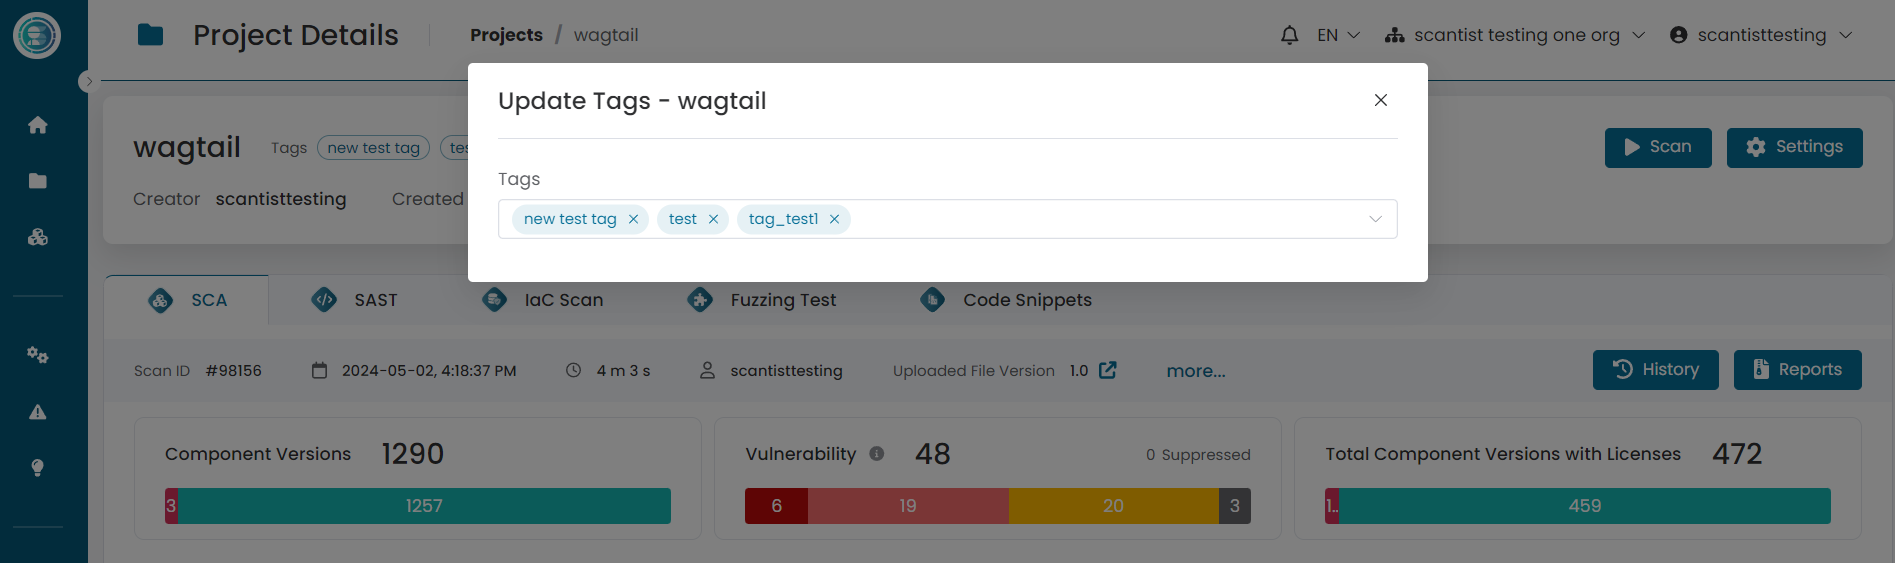 Project Details
Projects / wagtail
EN
scantist testing one org
scantisttesting
Update Tags - wagtail
Tags
new test tag
test
tag_test1
wagtail
Tags
new test tag
Scan
Settings
Creator scantisttesting
Created
SCA
SAST
IaC Scan
Fuzzing Test
Code Snippets
Scan ID #98156
2024-05-02, 4:18:37 PM
4 m 3 s
scantisttesting
Uploaded File Version 1.0
more...
History
Reports
Component Versions 1290
3
1257
Vulnerability 48
0 Suppressed
6
19
20
3
Total Component Versions with Licenses 472
1..
459